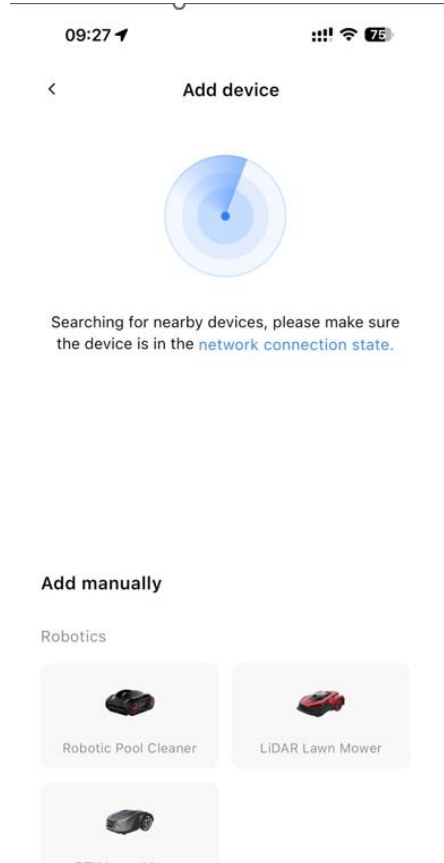 09:27
75
Add device
Searching for nearby devices, please make sure
the device is in the network connection state.
Add manually
Robotics
Robotic Pool Cleaner
LiDAR Lawn Mower